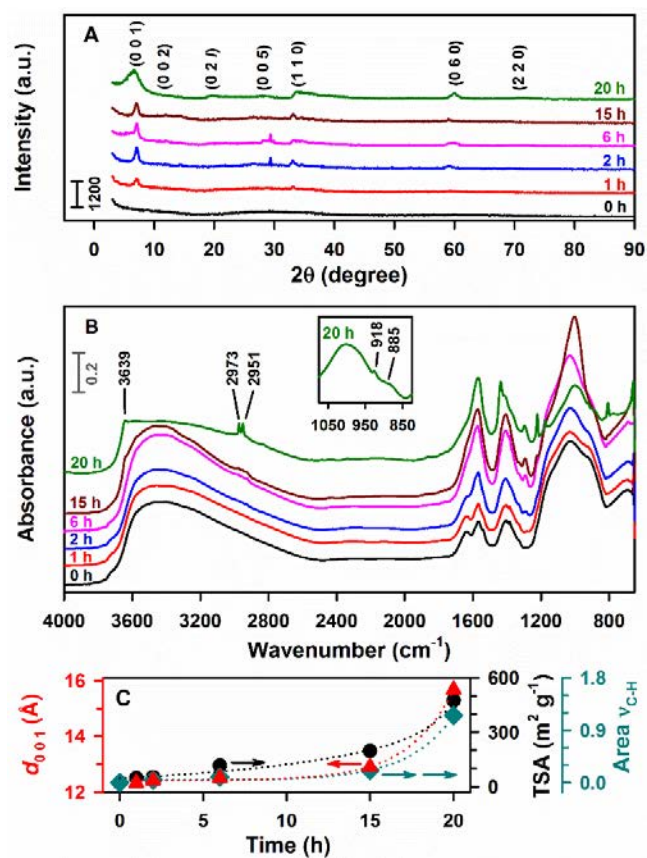 A
(0 0 1)
(0 0 2)
(0 2 l)
(0 0 5)
(1 1 0)
(0 6 0)
(2 2 0)
20 h
15 h
6 h
2 h
1 h
0 h
1200
Intensity (a.u.)
0 10 20 30 40 50 60 70 80 90
2θ (degree)
B
0.2
3639
2973
2951
20 h
918
885
1050 950 850
20 h
15 h
6 h
2 h
1 h
0 h
Absorbance (a.u.)
4000 3600 3200 2800 2400 2000 1600 1200 800
Wavenumber (cm⁻¹)
C
16
14
12
d₀₀₁ (Å)
600
400
200
0
TSA (m² g⁻¹)
1.8
0.9
0.0
Area νC-H
0 5 10 15 20
Time (h)